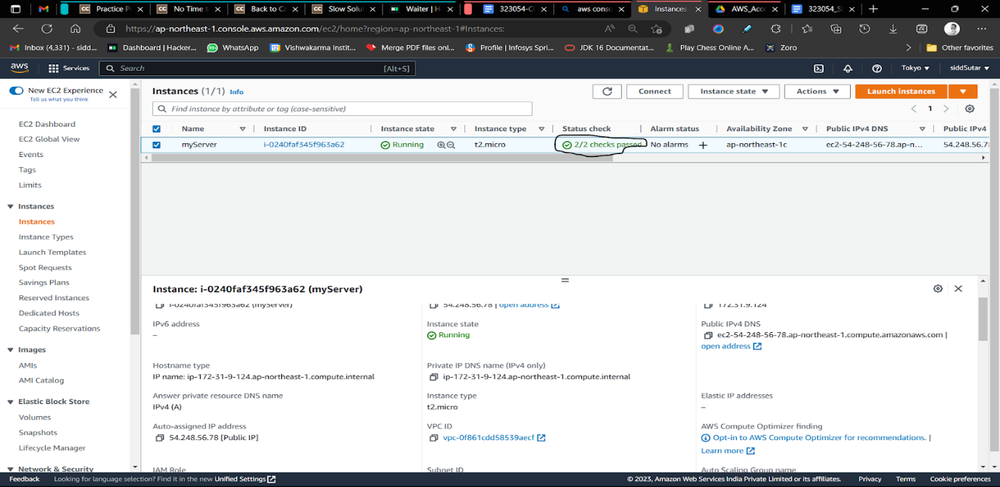 Practice P
No Time t
Back to C
Slow Solu
Waiter | H
323054-C
aws conso
Instances
AWS_Acc
323054_S
https://ap-northeast-1.console.aws.amazon.com/ec2/home?region=ap-northeast-1#Instances:
Inbox (4,331) - sidd... Dashboard | Hacker... WhatsApp Vishwakarma Instit... Merge PDF files onl... Profile | Infosys Spri... JDK 16 Documentat... Play Chess Online A... Zoro Other favorites
aws Services Search [Alt+S] Tokyo siddSutar
New EC2 Experience
Tell us what you think
EC2 Dashboard
EC2 Global View
Events
Tags
Limits
Instances
Instances
Instance Types
Launch Templates
Spot Requests
Savings Plans
Reserved Instances
Dedicated Hosts
Capacity Reservations
Images
AMIs
AMI Catalog
Elastic Block Store
Volumes
Snapshots
Lifecycle Manager
Network & Security
Instances (1/1) Info Connect Instance state Actions Launch instances
Find instance by attribute or tag (case-sensitive) 1
Name Instance ID Instance state Instance type Status check Alarm status Availability Zone Public IPv4 DNS Public IPv4
myServer i-0240faf345f963a62 Running t2.micro 2/2 checks passed No alarms + ap-northeast-1c ec2-54-248-56-78.ap-n... 54.248.56.7
Instance: i-0240faf345f963a62 (myServer)
i-0240faf345f963a62 (myServer)
54.248.56.78 | open address
172.31.9.124
IPv6 address
–
Instance state
Running
Public IPv4 DNS
ec2-54-248-56-78.ap-northeast-1.compute.amazonaws.com |
open address
Hostname type
IP name: ip-172-31-9-124.ap-northeast-1.compute.internal
Private IP DNS name (IPv4 only)
ip-172-31-9-124.ap-northeast-1.compute.internal
Answer private resource DNS name
IPv4 (A)
Instance type
t2.micro
Elastic IP addresses
–
Auto-assigned IP address
54.248.56.78 [Public IP]
VPC ID
vpc-0f861cdd58539aecf
AWS Compute Optimizer finding
Opt-in to AWS Compute Optimizer for recommendations. |
Learn more
IAM Role
Subnet ID
Auto Scaling Group name
Feedback Looking for language selection? Find it in the new Unified Settings © 2023, Amazon Web Services India Private Limited or its affiliates. Privacy Terms Cookie preferences